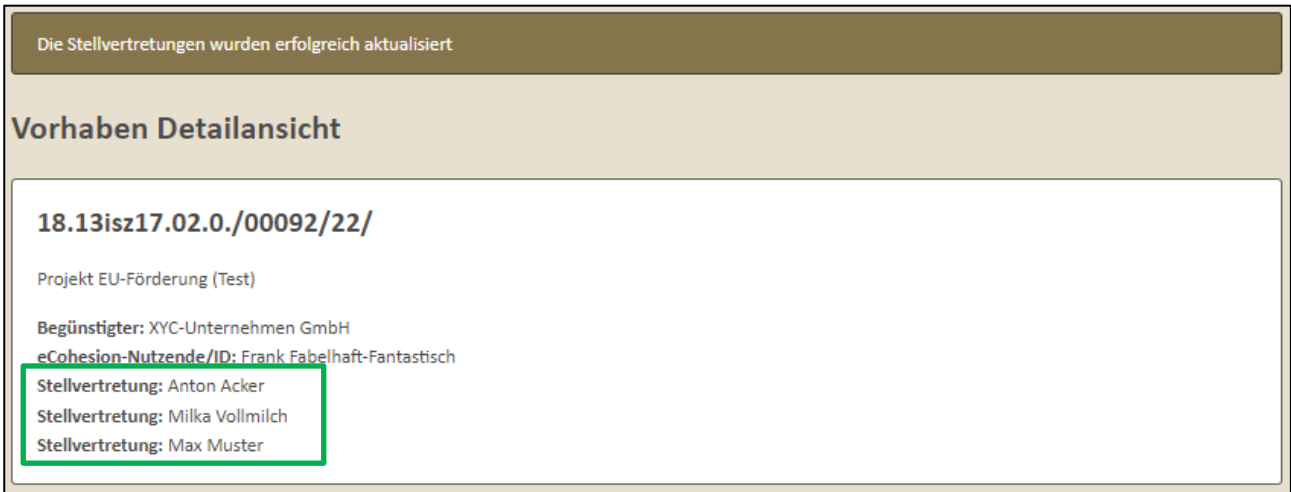 Die Stellvertretungen wurden erfolgreich aktualisiert
Vorhaben Detailansicht
18.13isz17.02.0./00092/22/
Projekt EU-Förderung (Test)
Begünstigter: XYC-Unternehmen GmbH
eCohesion-Nutzende/ID: Frank Fabelhaft-Fantastisch
Stellvertretung: Anton Acker
Stellvertretung: Milka Vollmilch
Stellvertretung: Max Muster